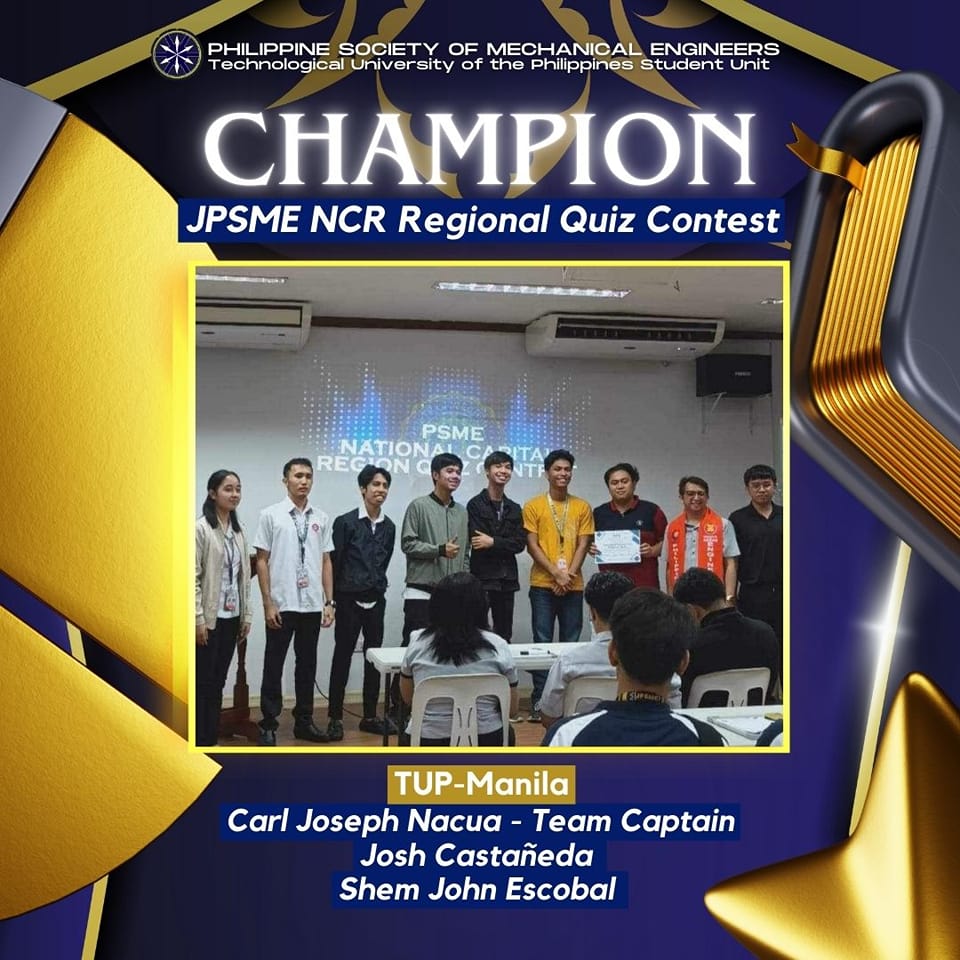 PHILIPPINE SOCIETY OF MECHANICAL ENGINEERS
Technological University of the Philippines Student Unit
CHAMPION
JPSME NCR Regional Quiz Contest
PSME
NATIONAL CAPITAL
REGION QUIZ CONTEST
TUP-Manila
Carl Joseph Nacua - Team Captain
Josh Castañeda
Shem John Escobal